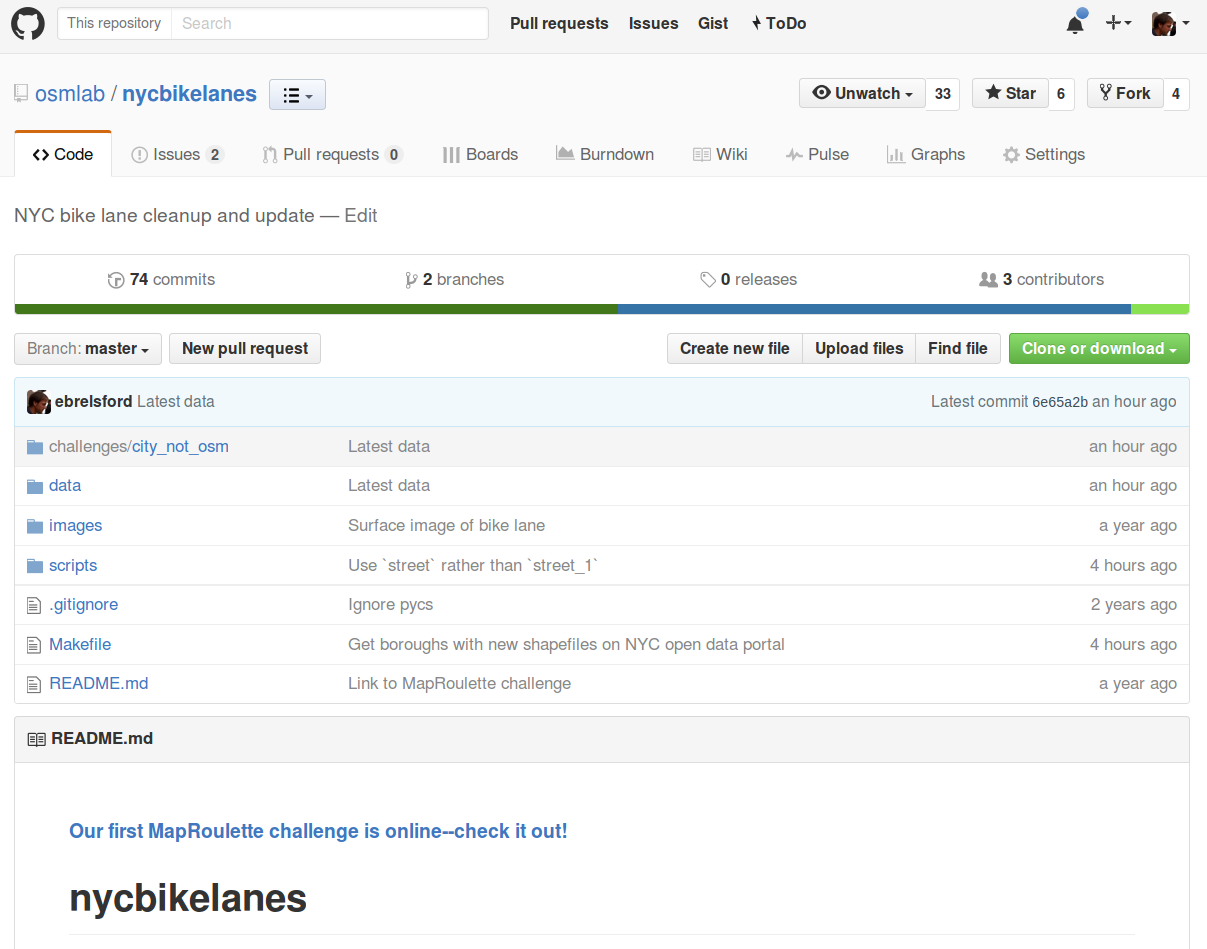 This repository Search Pull requests Issues Gist ToDo
osmlab / nycbikelanes Unwatch 33 Star 6 Fork 4
Code Issues 2 Pull requests 0 Boards Burndown Wiki Pulse Graphs Settings
NYC bike lane cleanup and update — Edit
74 commits 2 branches 0 releases 3 contributors
Branch: master New pull request Create new file Upload files Find file Clone or download
ebrelsford Latest data Latest commit 6e65a2b an hour ago
challenges/city_not_osm Latest data an hour ago
data Latest data an hour ago
images Surface image of bike lane a year ago
scripts Use `street` rather than `street_1` 4 hours ago
.gitignore Ignore pycs 2 years ago
Makefile Get boroughs with new shapefiles on NYC open data portal 4 hours ago
README.md Link to MapRoulette challenge a year ago
README.md
Our first MapRoulette challenge is online--check it out!
nycbikelanes